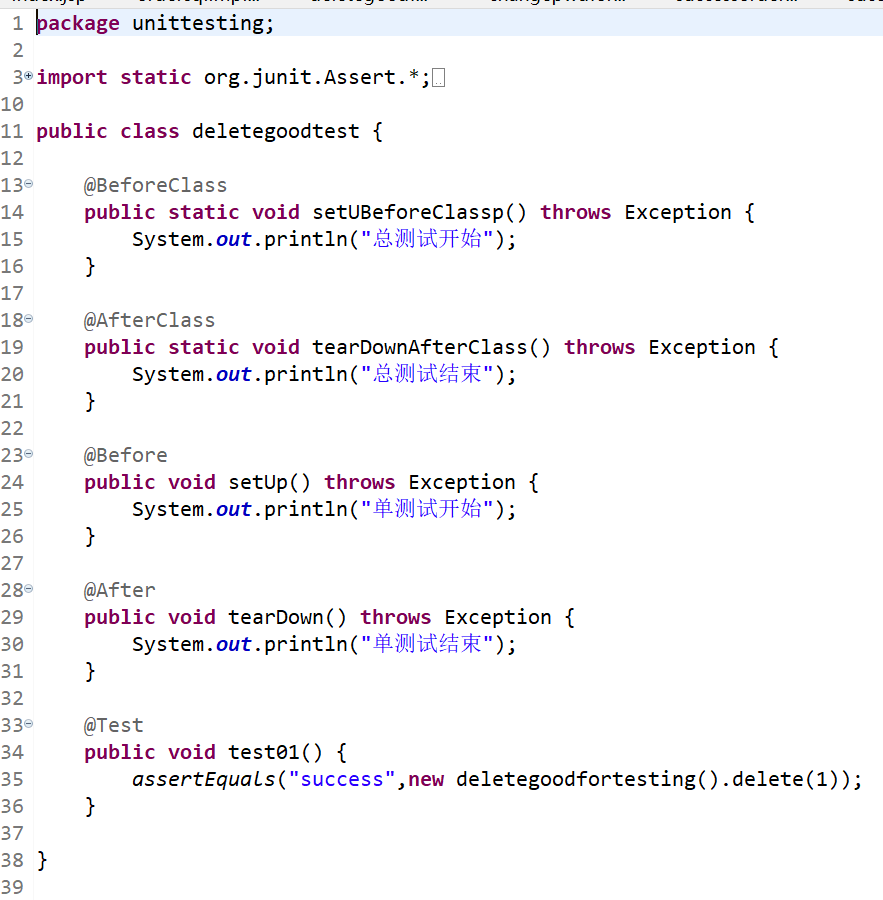 1 package unittesting;
2
3 import static org.junit.Assert.*;
10
11 public class deletegoodtest {
12
13     @BeforeClass
14     public static void setUBeforeClassp() throws Exception {
15         System.out.println("总测试开始");
16     }
17
18     @AfterClass
19     public static void tearDownAfterClass() throws Exception {
20         System.out.println("总测试结束");
21     }
22
23     @Before
24     public void setUp() throws Exception {
25         System.out.println("单测试开始");
26     }
27
28     @After
29     public void tearDown() throws Exception {
30         System.out.println("单测试结束");
31     }
32
33     @Test
34     public void test01() {
35         assertEquals("success",new deletegoodfortesting().delete(1));
36     }
37
38 }
39